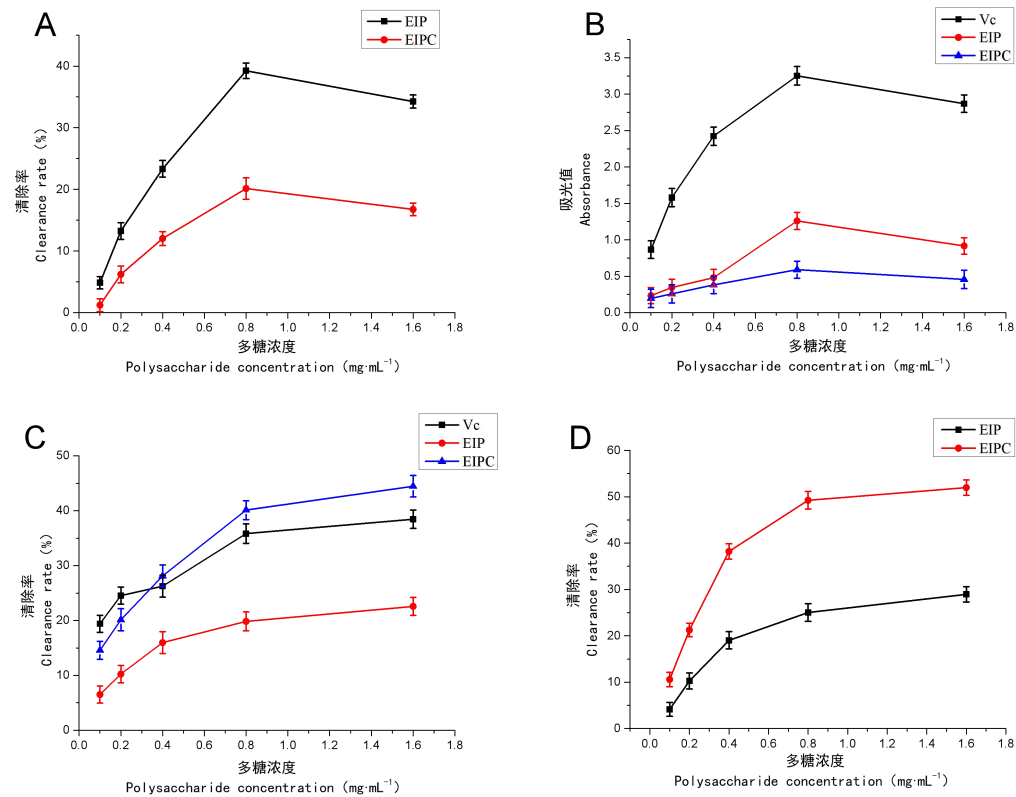 A
EIP
EIPC
40
30
20
10
0
清除率
Clearance rate (%)
0.0 0.2 0.4 0.6 0.8 1.0 1.2 1.4 1.6 1.8
多糖浓度
Polysaccharide concentration (mg·mL⁻¹)
B
Vc
EIP
EIPC
3.5
3.0
2.5
2.0
1.5
1.0
0.5
0.0
吸光值
Absorbance
0.0 0.2 0.4 0.6 0.8 1.0 1.2 1.4 1.6 1.8
多糖浓度
Polysaccharide concentration (mg·mL⁻¹)
C
Vc
EIP
EIPC
50
40
30
20
10
0
清除率
Clearance rate (%)
0.0 0.2 0.4 0.6 0.8 1.0 1.2 1.4 1.6 1.8
多糖浓度
Polysaccharide concentration (mg·mL⁻¹)
D
EIP
EIPC
60
50
40
30
20
10
0
清除率
Clearance rate (%)
0.0 0.2 0.4 0.6 0.8 1.0 1.2 1.4 1.6 1.8
多糖浓度
Polysaccharide concentration (mg·mL⁻¹)